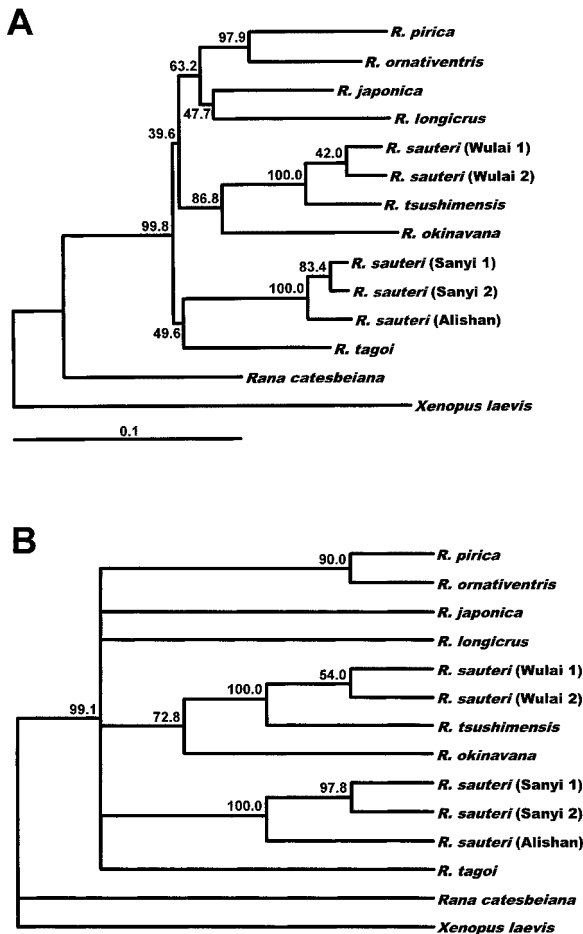 A
97.9
R. pirica
R. ornativentris
63.2
R. japonica
47.7
R. longicrus
39.6
42.0
R. sauteri (Wulai 1)
R. sauteri (Wulai 2)
100.0
R. tsushimensis
86.8
R. okinavana
99.8
83.4
R. sauteri (Sanyi 1)
R. sauteri (Sanyi 2)
100.0
R. sauteri (Alishan)
49.6
R. tagoi
Rana catesbeiana
Xenopus laevis
0.1
B
90.0
R. pirica
R. ornativentris
R. japonica
R. longicrus
54.0
R. sauteri (Wulai 1)
R. sauteri (Wulai 2)
100.0
R. tsushimensis
72.8
R. okinavana
99.1
97.8
R. sauteri (Sanyi 1)
R. sauteri (Sanyi 2)
100.0
R. sauteri (Alishan)
R. tagoi
Rana catesbeiana
Xenopus laevis